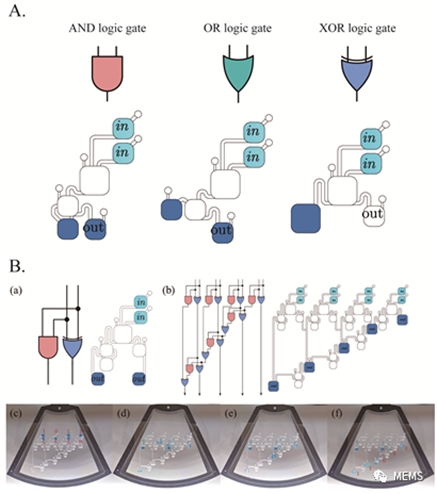 A.
AND logic gate OR logic gate XOR logic gate
in in in
in in in
out out out
B.
(a) (b)
in
in
out out
(c) (d) (e) (f)
MEMS